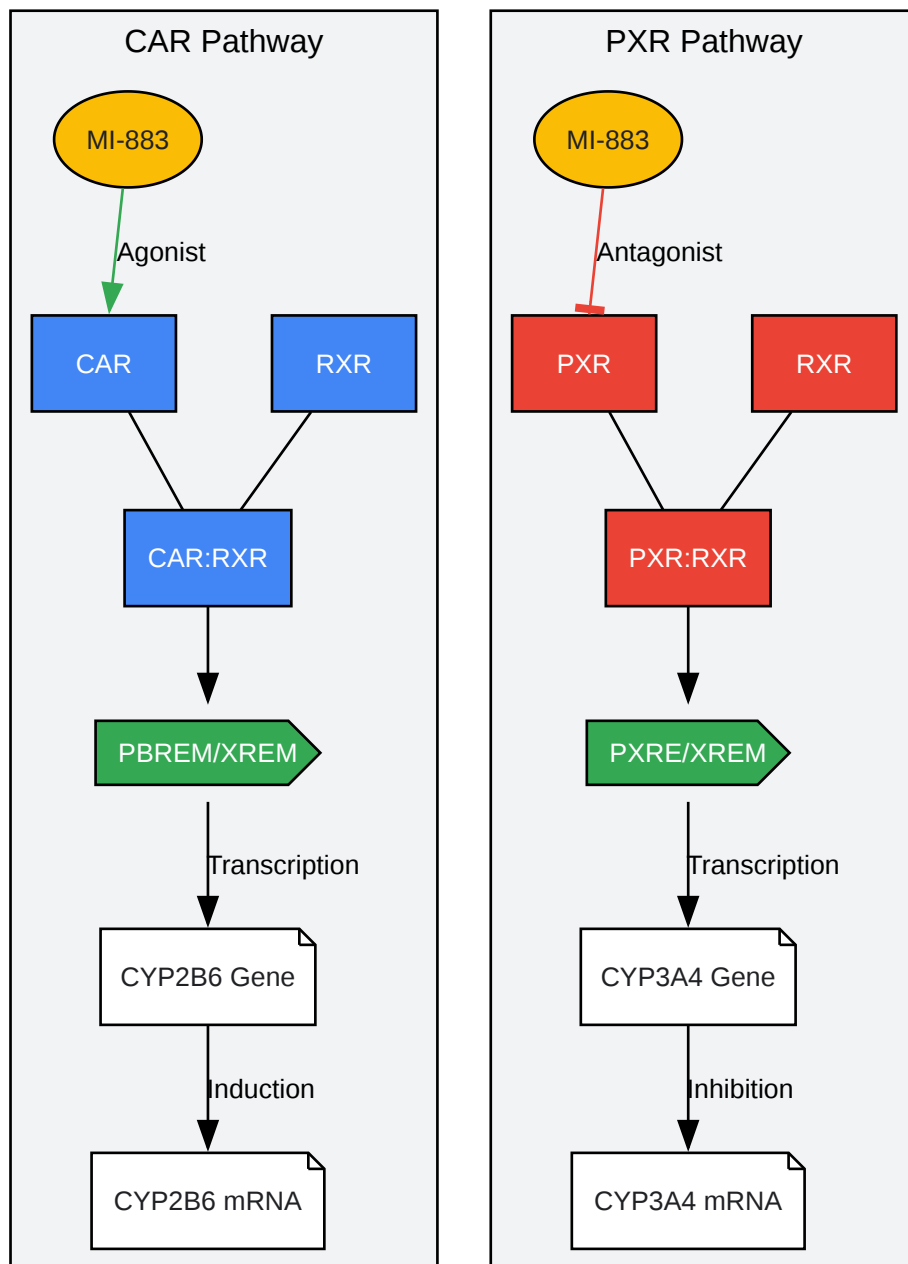 CAR Pathway
MI-883
Agonist
CAR
RXR
CAR:RXR
PBREM/XREM
Transcription
CYP2B6 Gene
Induction
CYP2B6 mRNA
PXR Pathway
MI-883
Antagonist
PXR
RXR
PXR:RXR
PXRE/XREM
Transcription
CYP3A4 Gene
Inhibition
CYP3A4 mRNA